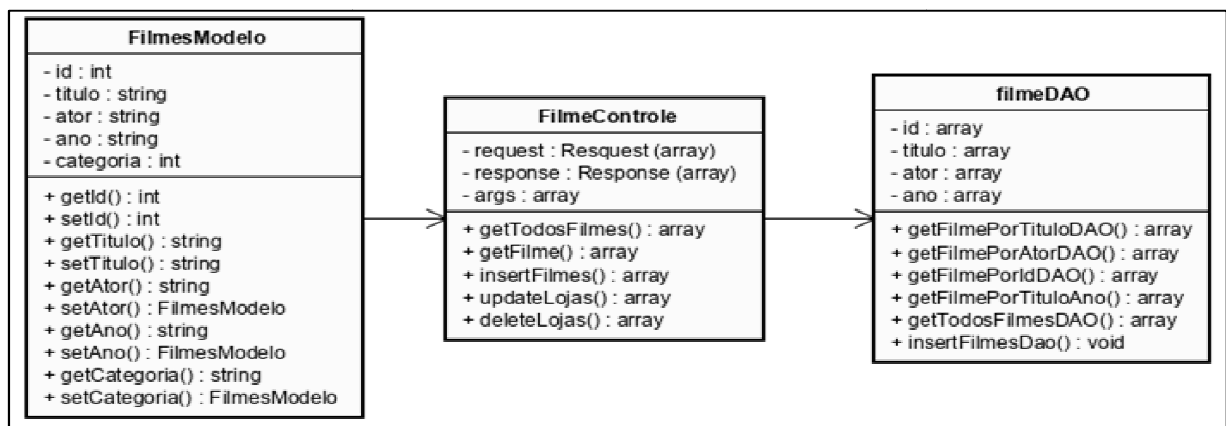 FilmesModelo
- id : int
- titulo : string
- ator : string
- ano : string
- categoria : int
+ getId() : int
+ setId() : int
+ getTitulo() : string
+ setTitulo() : string
+ getAtor() : string
+ setAtor() : FilmesModelo
+ getAno() : string
+ setAno() : FilmesModelo
+ getCategoria() : string
+ setCategoria() : FilmesModelo
FilmeControle
- request : Resquest (array)
- response : Response (array)
- args : array
+ getTodosFilmes() : array
+ getFilme() : array
+ insertFilmes() : array
+ updateLojas() : array
+ deleteLojas() : array
filmeDAO
- id : array
- titulo : array
- ator : array
- ano : array
+ getFilmePorTituloDAO() : array
+ getFilmePorAtorDAO() : array
+ getFilmePorIdDAO() : array
+ getFilmePorTituloAno() : array
+ getTodosFilmesDAO() : array
+ insertFilmesDao() : void